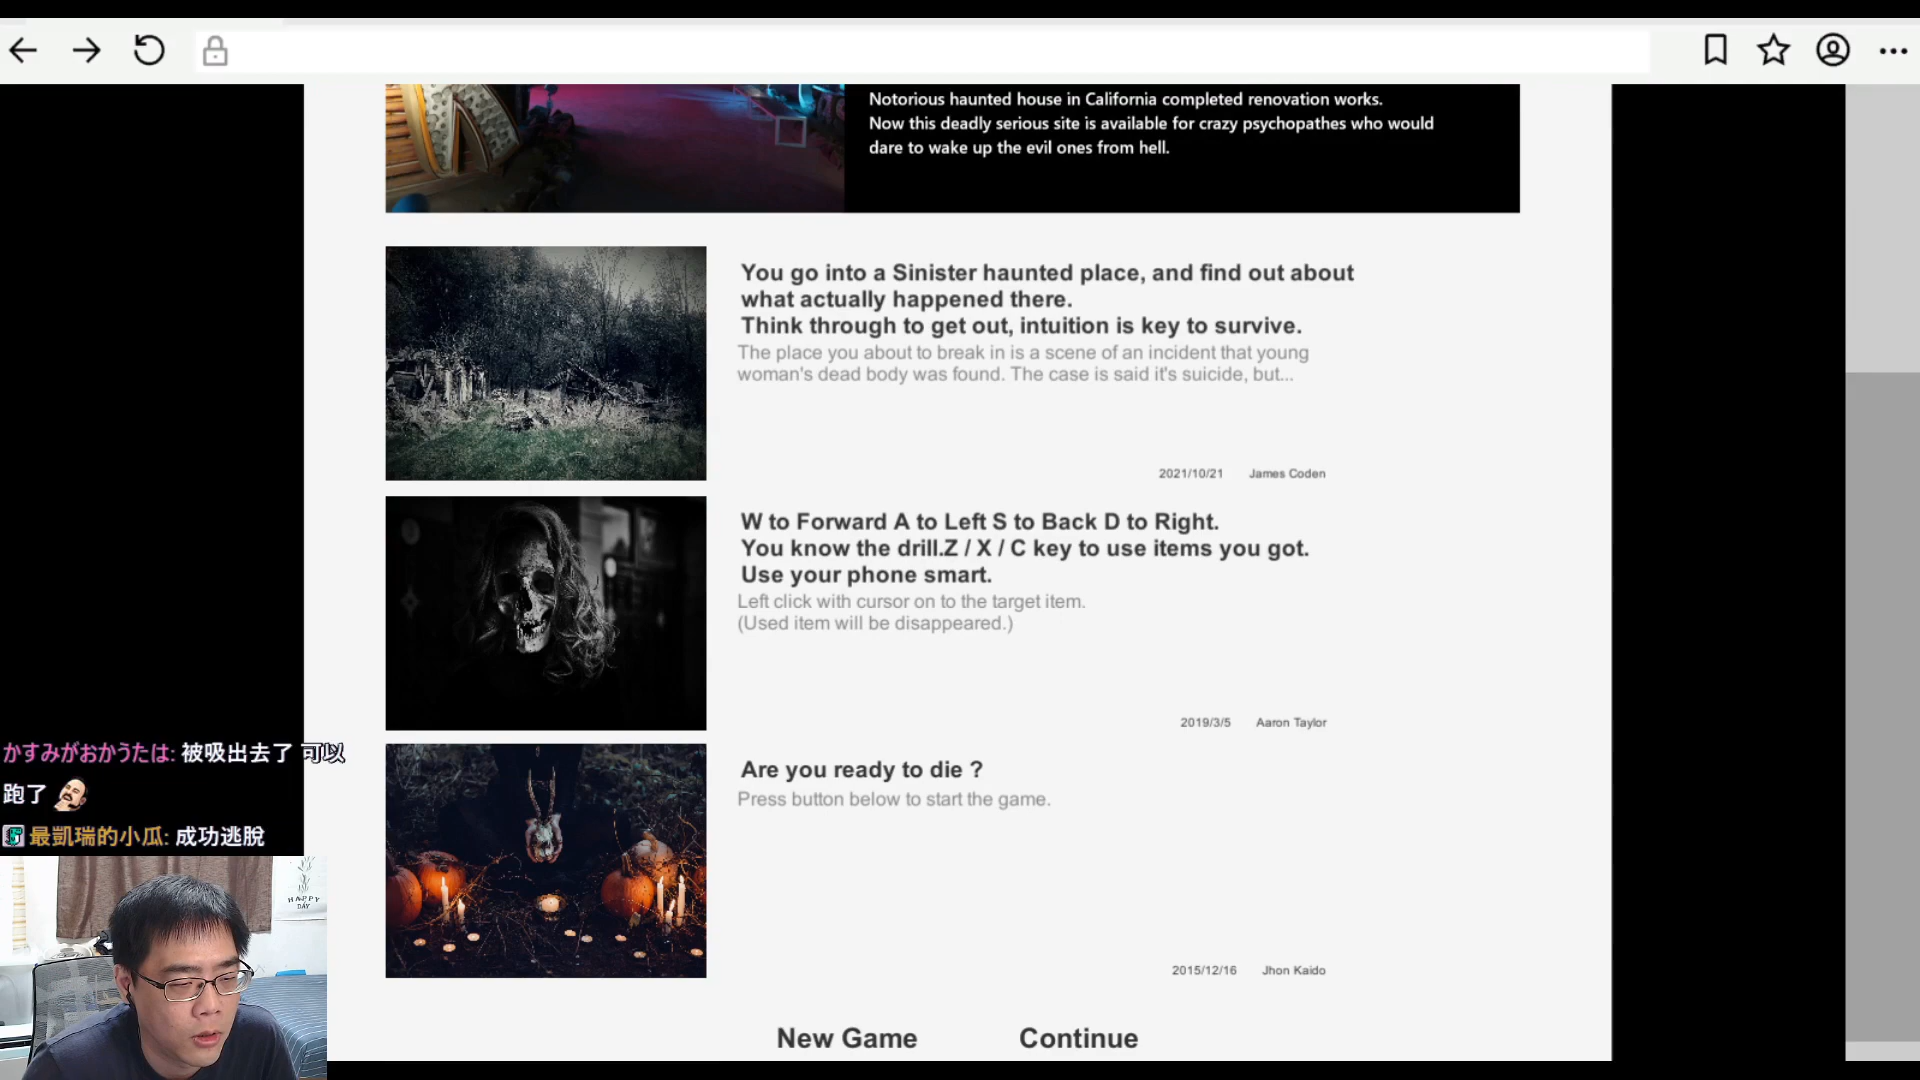 Notorious haunted house in California completed renovation works.
Now this deadly serious site is available for crazy psychopathes who would
dare to wake up the evil ones from hell.
You go into a Sinister haunted place, and find out about
what actually happened there.
Think through to get out, intuition is key to survive.
The place you about to break in is a scene of an incident that young
woman's dead body was found. The case is said it's suicide, but...
2021/10/21 James Coden
W to Forward A to Left S to Back D to Right.
You know the drill.Z / X / C key to use items you got.
Use your phone smart.
Left click with cursor on to the target item.
(Used item will be disappeared.)
2019/3/5 Aaron Taylor
かすみがおかうたは: 被吸出去了 可以
跑了
最凱瑞的小瓜: 成功逃脫
Are you ready to die ?
Press button below to start the game.
2015/12/16 Jhon Kaido
HAPPY
DAY
New Game Continue